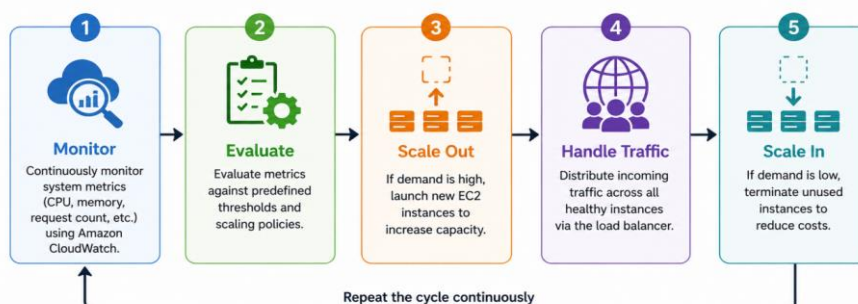 1
Monitor
Continuously monitor
system metrics
(CPU, memory,
request count, etc.)
using Amazon
CloudWatch.
2
Evaluate
Evaluate metrics
against predefined
thresholds and
scaling policies.
3
Scale Out
If demand is high,
launch new EC2
instances to
increase capacity.
4
Handle Traffic
Distribute incoming
traffic across all
healthy instances
via the load balancer.
5
Scale In
If demand is low,
terminate unused
instances to
reduce costs.
Repeat the cycle continuously